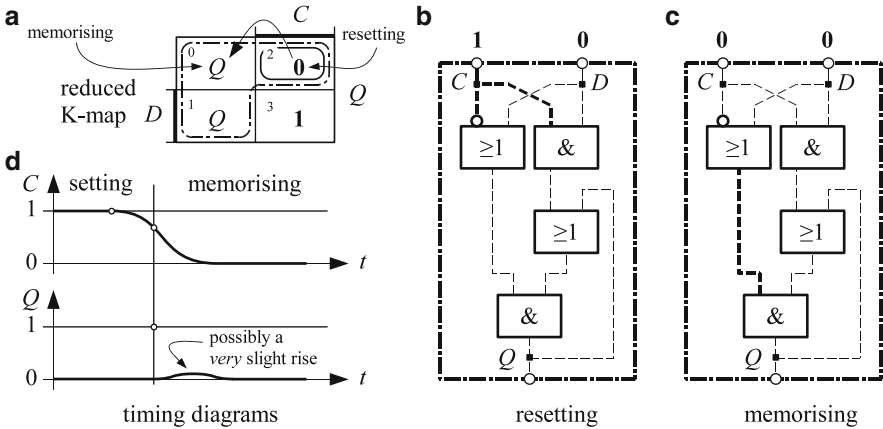 a
C
memorising
resetting
0
Q
2
0
reduced
K-map
D
1
Q
3
1
Q
d
C
setting
memorising
1
0
t
Q
1
possibly a
very slight rise
0
t
timing diagrams
b
1
0
C
D
≥1
&
≥1
&
Q
resetting
c
0
0
C
D
≥1
&
≥1
&
Q
memorising